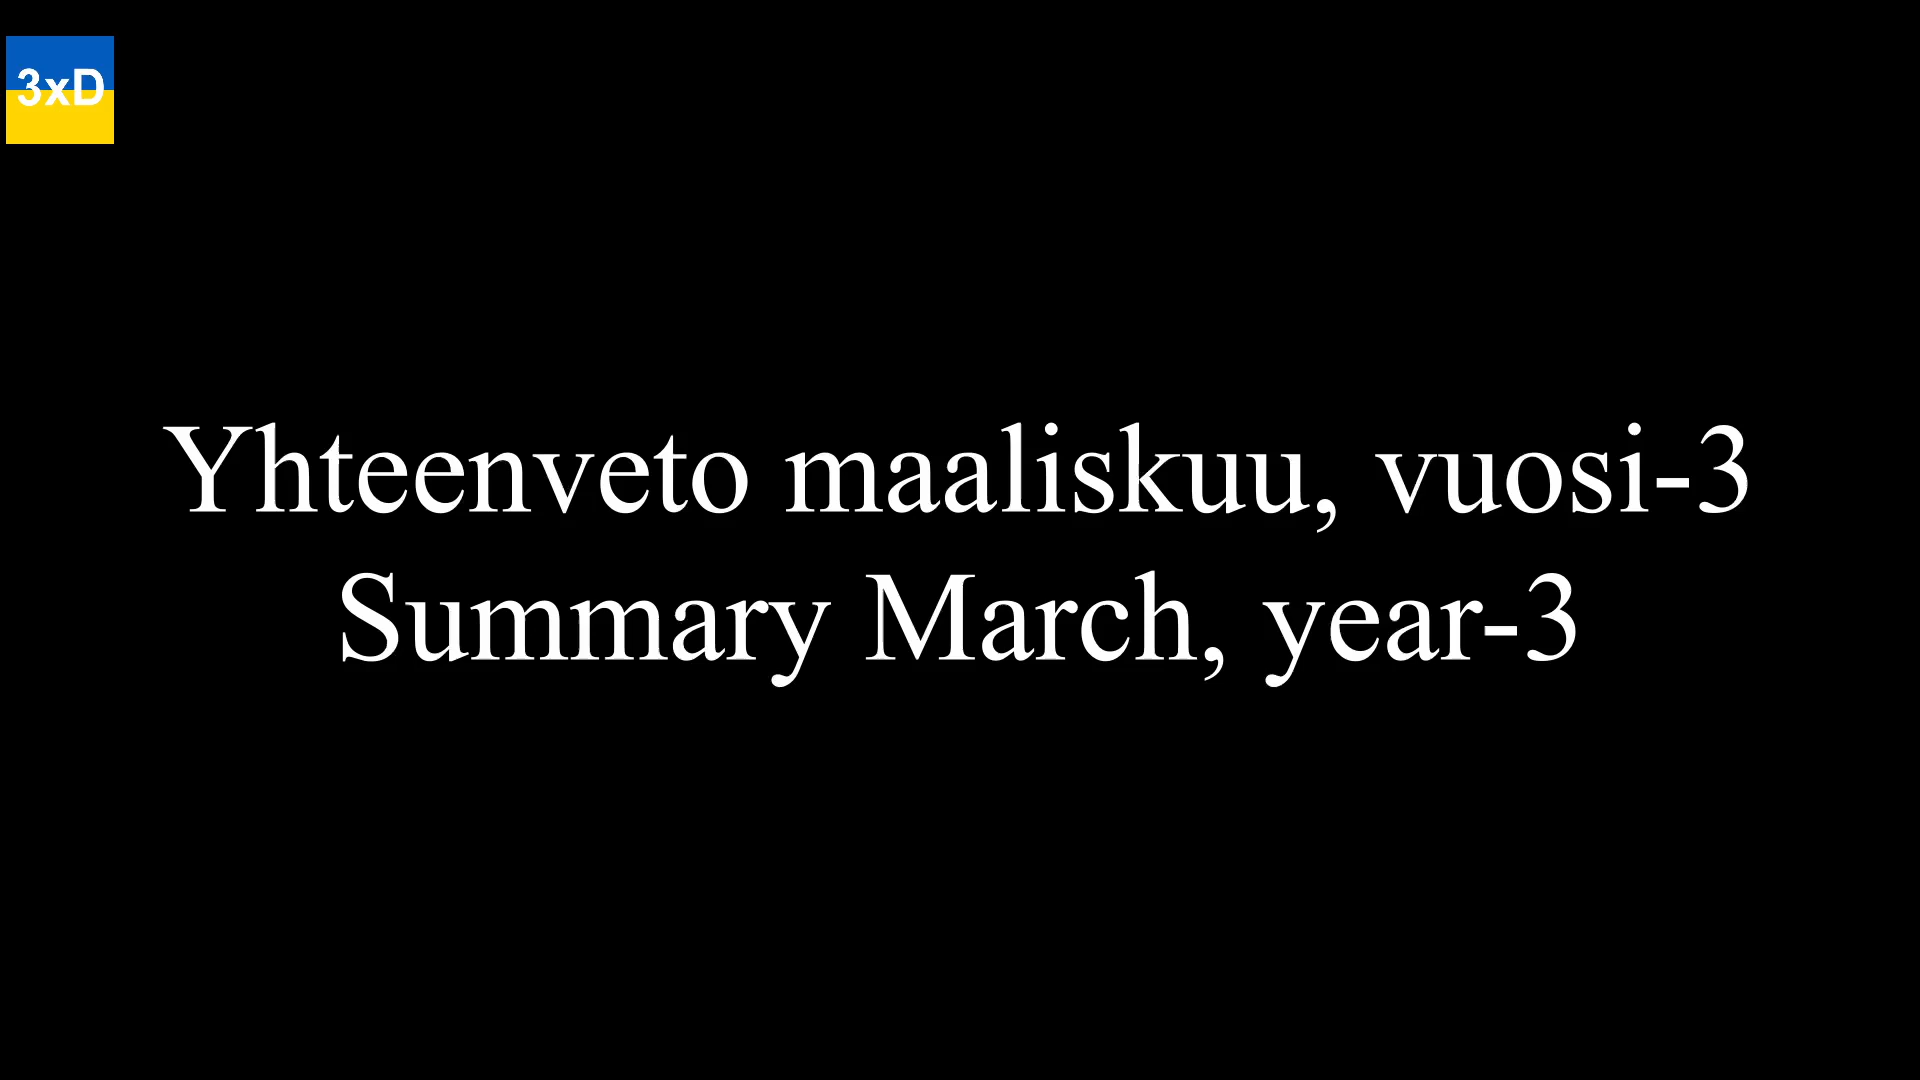 3xD
Yhteenveto maaliskuu, vuosi-3
Summary March, year-3